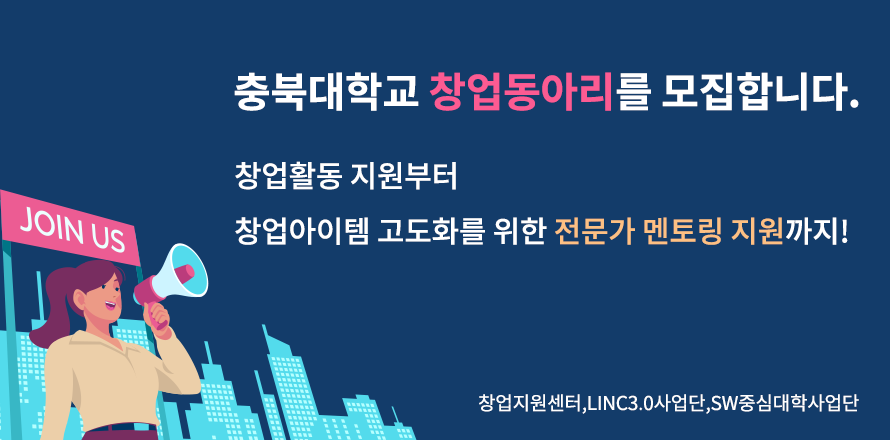 충북대학교 창업동아리를 모집합니다.
창업활동 지원부터
창업아이템 고도화를 위한 전문가 멘토링 지원까지!
JOIN US
창업지원센터,LINC3.0사업단,SW중심대학사업단